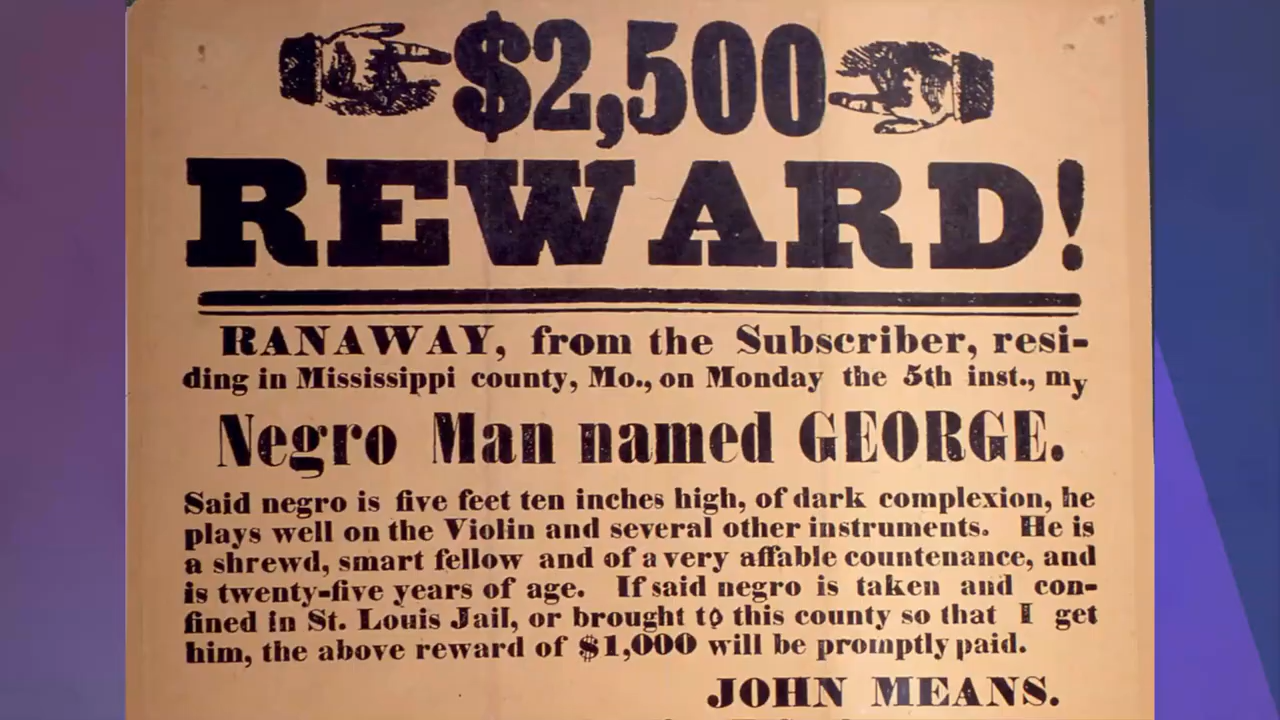 $2,500
REWARD!
RANAWAY, from the Subscriber, resi-
ding in Mississippi county, Mo., on Monday the 5th inst., my
Negro Man named GEORGE.
Said negro is five feet ten inches high, of dark complexion, he
plays well on the Violin and several other instruments. He is
a shrewd, smart fellow and of a very affable countenance, and
is twenty-five years of age. If said negro is taken and con-
fined in St. Louis Jail, or brought to this county so that I get
him, the above reward of $1,000 will be promptly paid.
JOHN MEANS.